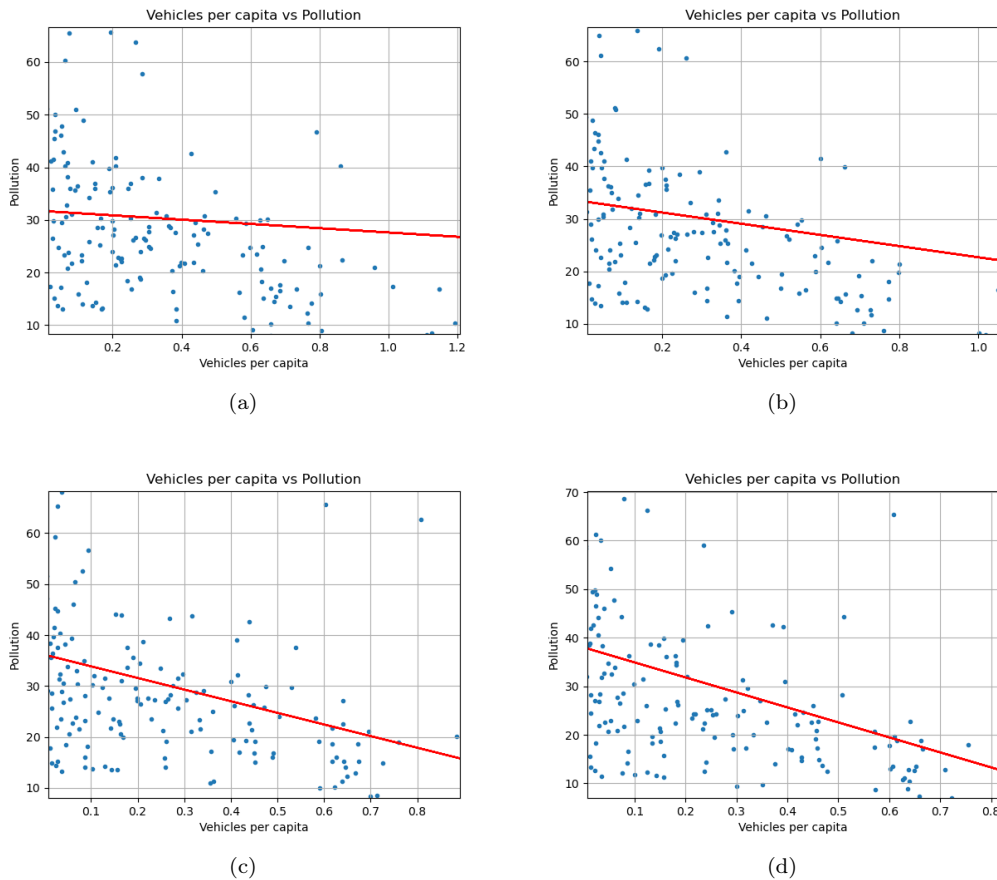 Vehicles per capita vs Pollution
60
50
40
30
20
10
Pollution
0.2 0.4 0.6 0.8 1.0 1.2
Vehicles per capita
(a)
Vehicles per capita vs Pollution
60
50
40
30
20
10
Pollution
0.2 0.4 0.6 0.8 1.0
Vehicles per capita
(b)
Vehicles per capita vs Pollution
60
50
40
30
20
10
Pollution
0.1 0.2 0.3 0.4 0.5 0.6 0.7 0.8
Vehicles per capita
(c)
Vehicles per capita vs Pollution
70
60
50
40
30
20
10
Pollution
0.1 0.2 0.3 0.4 0.5 0.6 0.7 0.8
Vehicles per capita
(d)